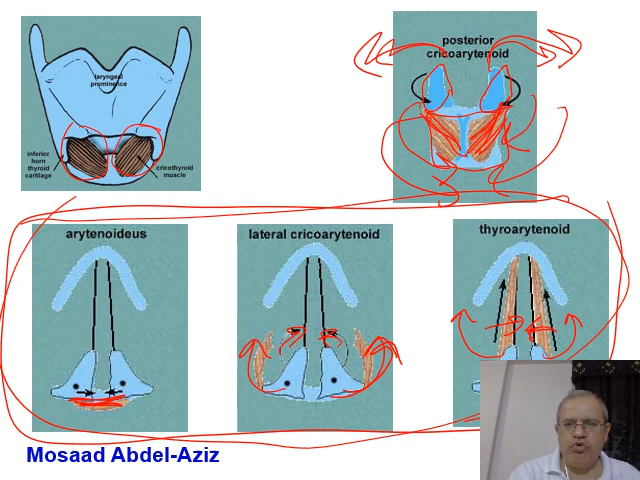 laryngeal
prominence
inferior
horn
thyroid
cartilage
cricothyroid
muscle
posterior
cricoarytenoid
arytenoideus
lateral cricoarytenoid
thyroarytenoid
Mosaad Abdel-Aziz